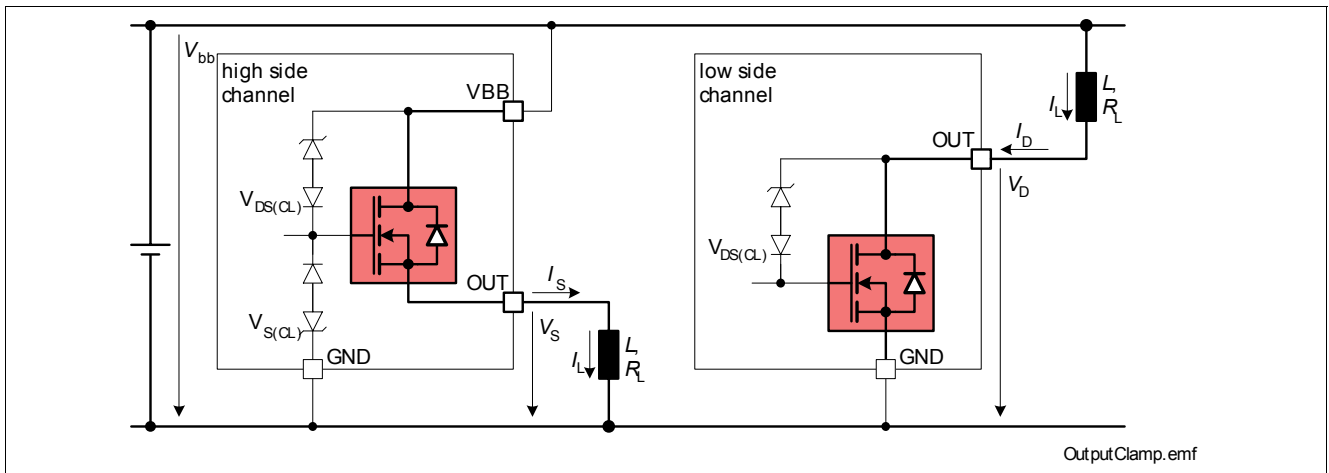 Vbb
high side
channel
VBB
VDS(CL)
VS(CL)
OUT
IS
VS
IL
L,
RL
GND
low side
channel
OUT
ID
VD
IL
L,
RL
VDS(CL)
GND
OutputClamp.emf